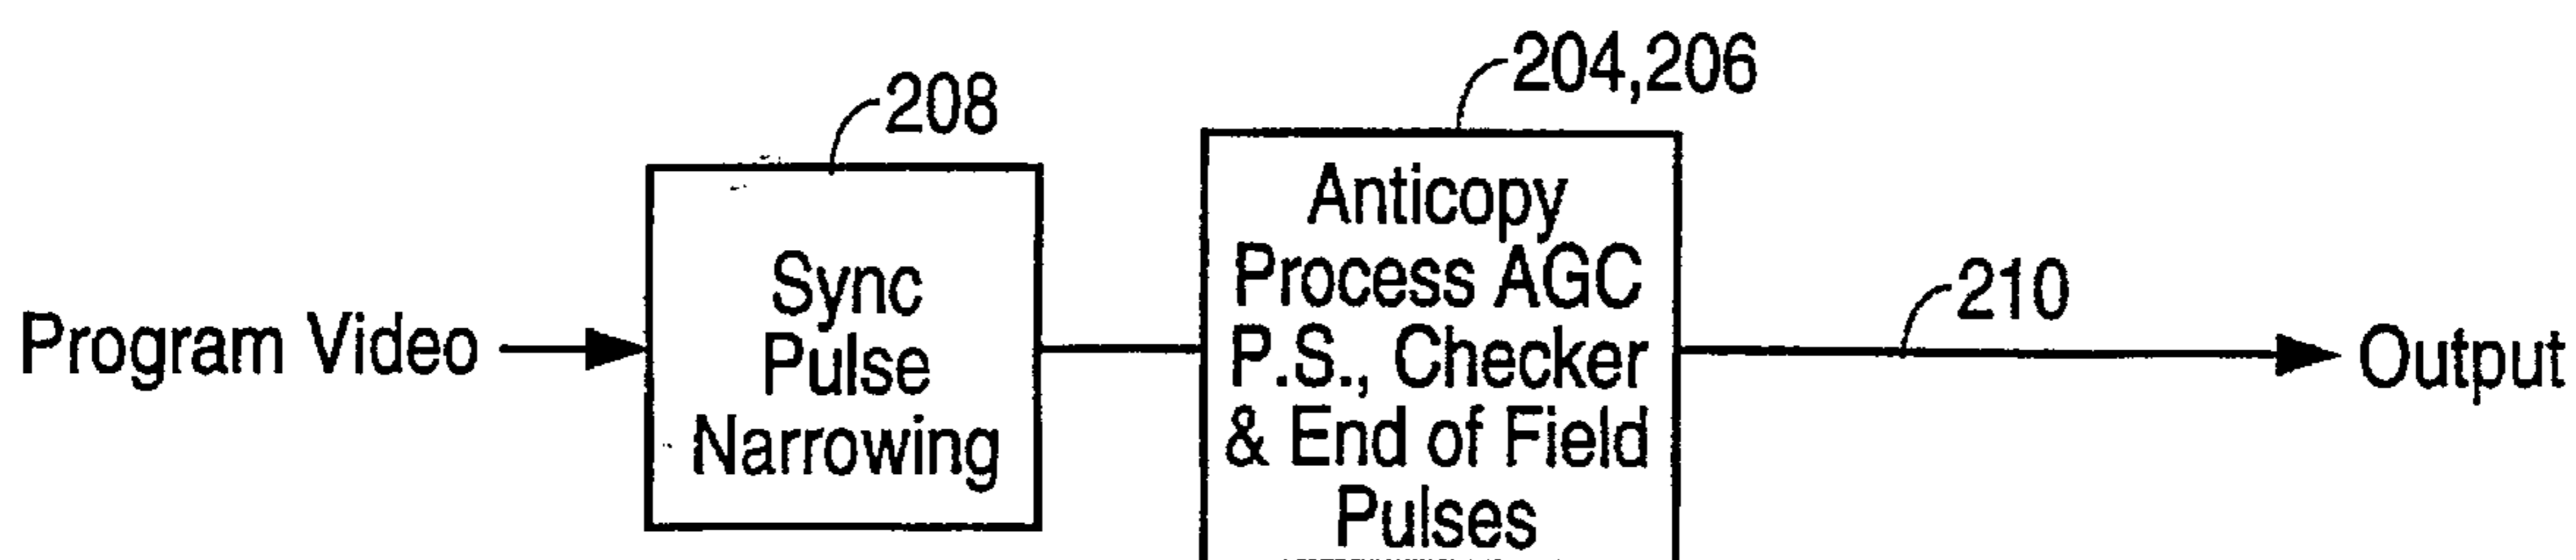 204,206
208
Anticopy
Process AGC
P.S., Checker
& End of Field
Pulses
Sync
Pulse
Narrowing
210
Program Video
Output